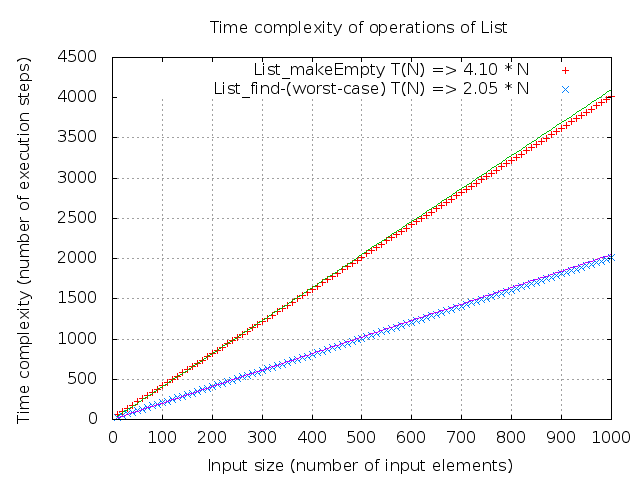 Time complexity of operations of List
4500
4000
3500
3000
2500
2000
1500
1000
500
0
Time complexity (number of execution steps)
List_makeEmpty T(N) => 4.10 * N
List_find-(worst-case) T(N) => 2.05 * N
0 100 200 300 400 500 600 700 800 900 1000
Input size (number of input elements)